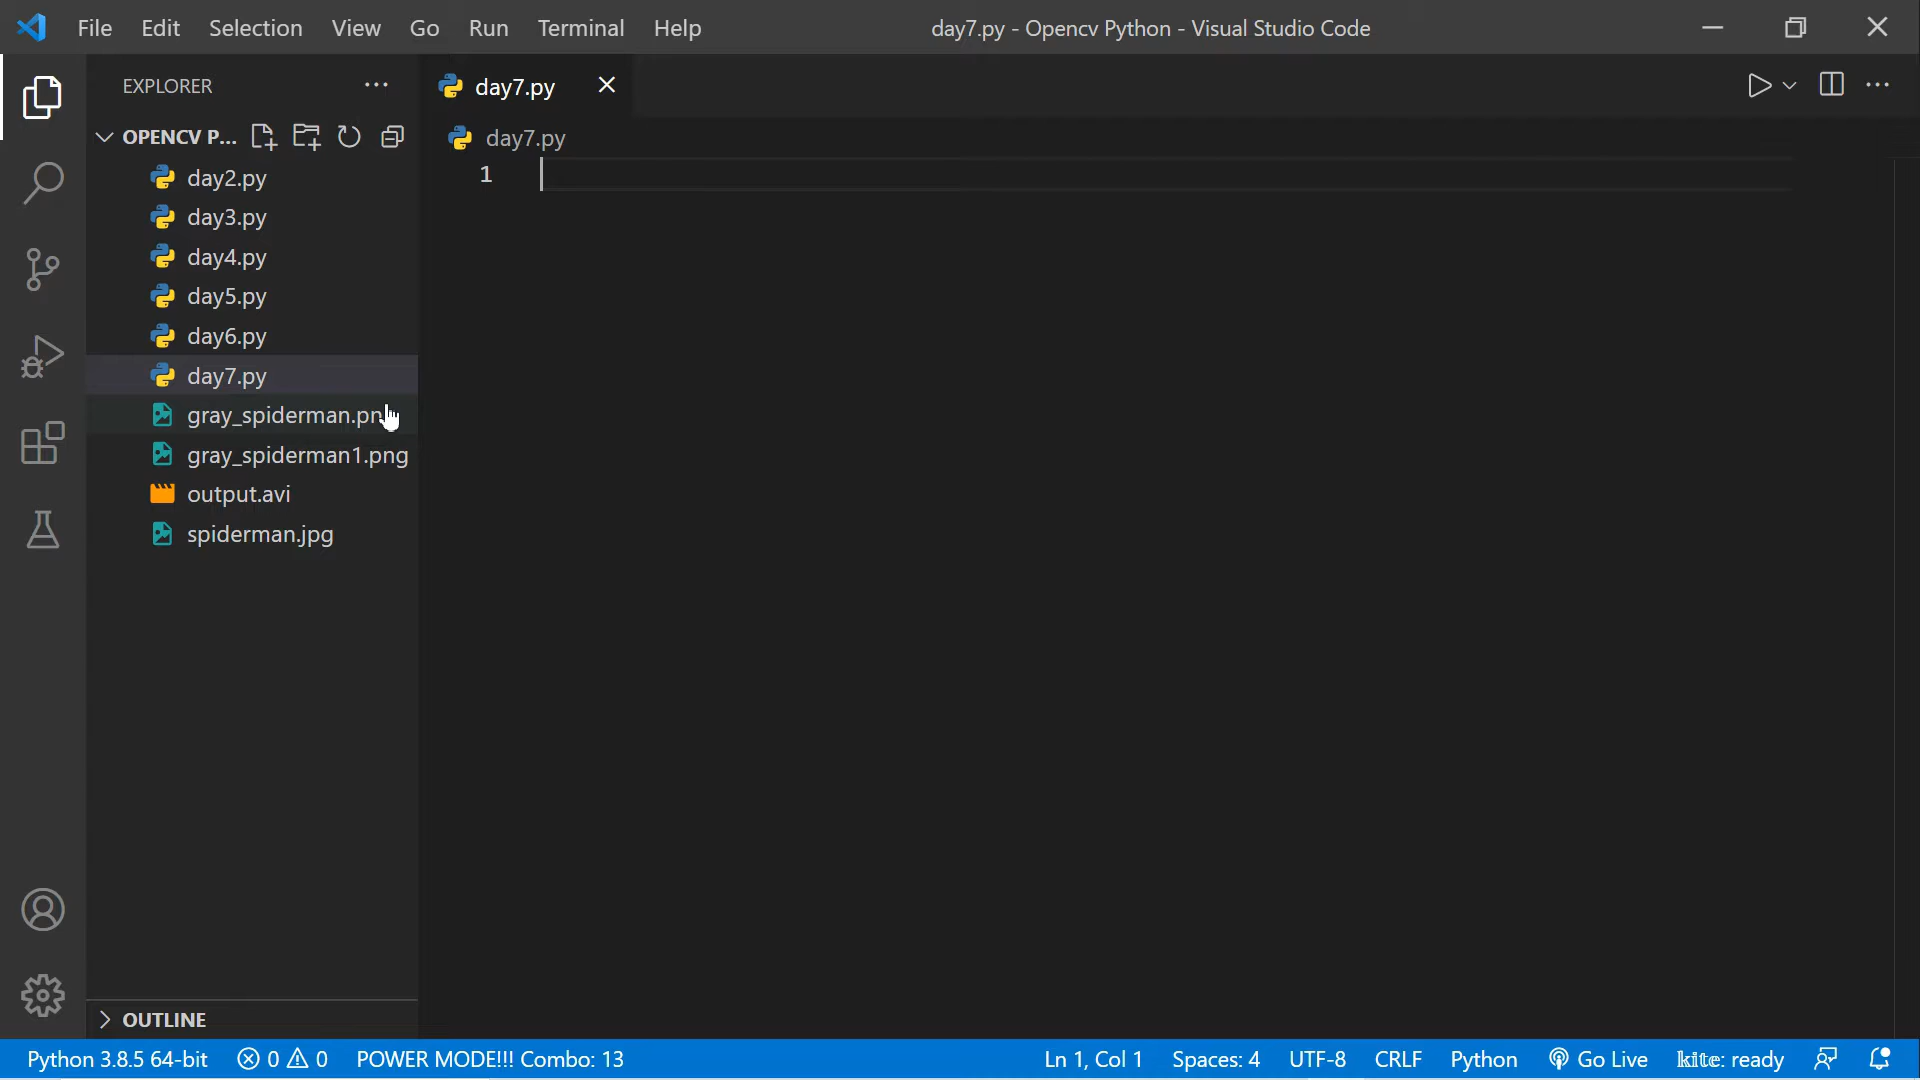 File Edit Selection View Go Run Terminal Help
day7.py - Opencv Python - Visual Studio Code
EXPLORER
day7.py
OPENCV P...
day7.py
day2.py
day3.py
day4.py
day5.py
day6.py
day7.py
gray_spiderman.pn
gray_spiderman1.png
output.avi
spiderman.jpg
1
OUTLINE
Python 3.8.5 64-bit 0 0 POWER MODE!!! Combo: 13 Ln 1, Col 1 Spaces: 4 UTF-8 CRLF Python Go Live kite: ready